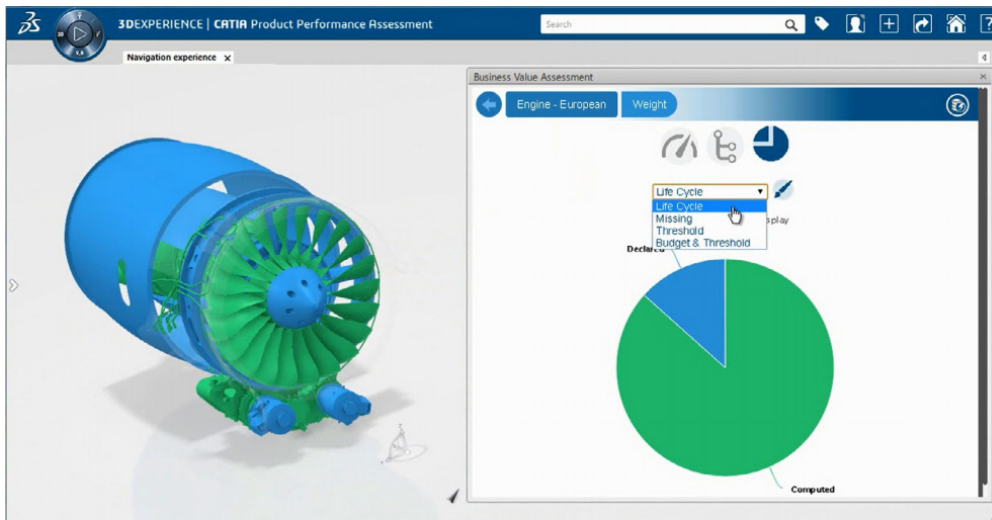 3DEXPERIENCE | CATIA Product Performance Assessment
Search
Navigation experience x
Business Value Assessment
Engine - European
Weight
Life Cycle
Life Cycle
Missing
Threshold
Budget & Threshold
Computed